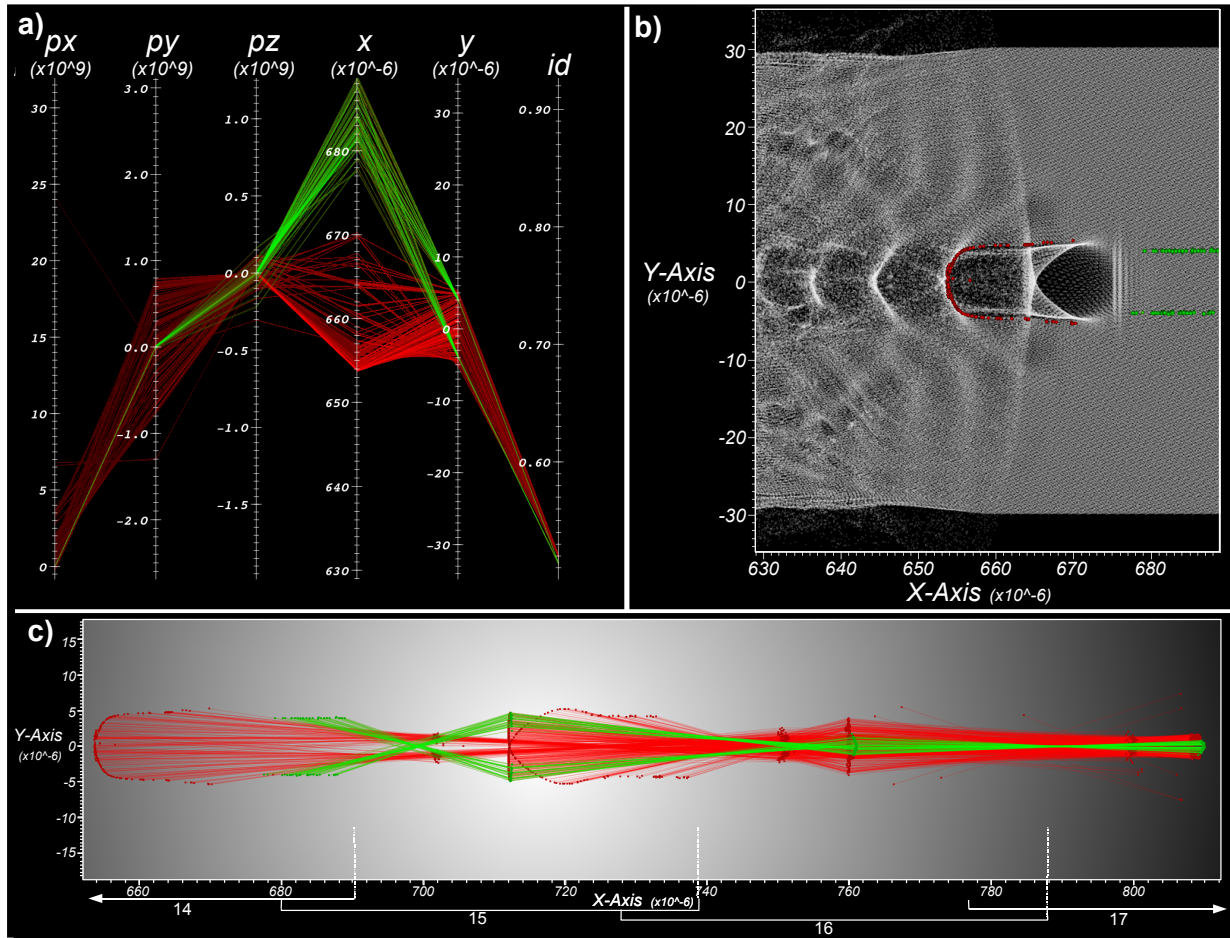 a)
px py pz x y id
(x10^9) (x10^9) (x10^9) (x10^-6) (x10^-6)
30 25 20 15 10 5 0
3.0 2.0 1.0 0.0 -1.0 -2.0
1.0 0.5 0.0 -0.5 -1.0 -1.5
680 670 660 650 640 630
30 20 10 0 -10 -20 -30
0.90 0.80 0.70 0.60
b)
30
20
10
Y-Axis 0
(x10^-6)
-10
-20
-30
630 640 650 660 670 680
X-Axis (x10^-6)
c)
15
10
5
Y-Axis 0
(x10^-6)
-5
-10
-15
660 680 700 720 740 760 780 800
X-Axis (x10^-6)
14 15 16 17